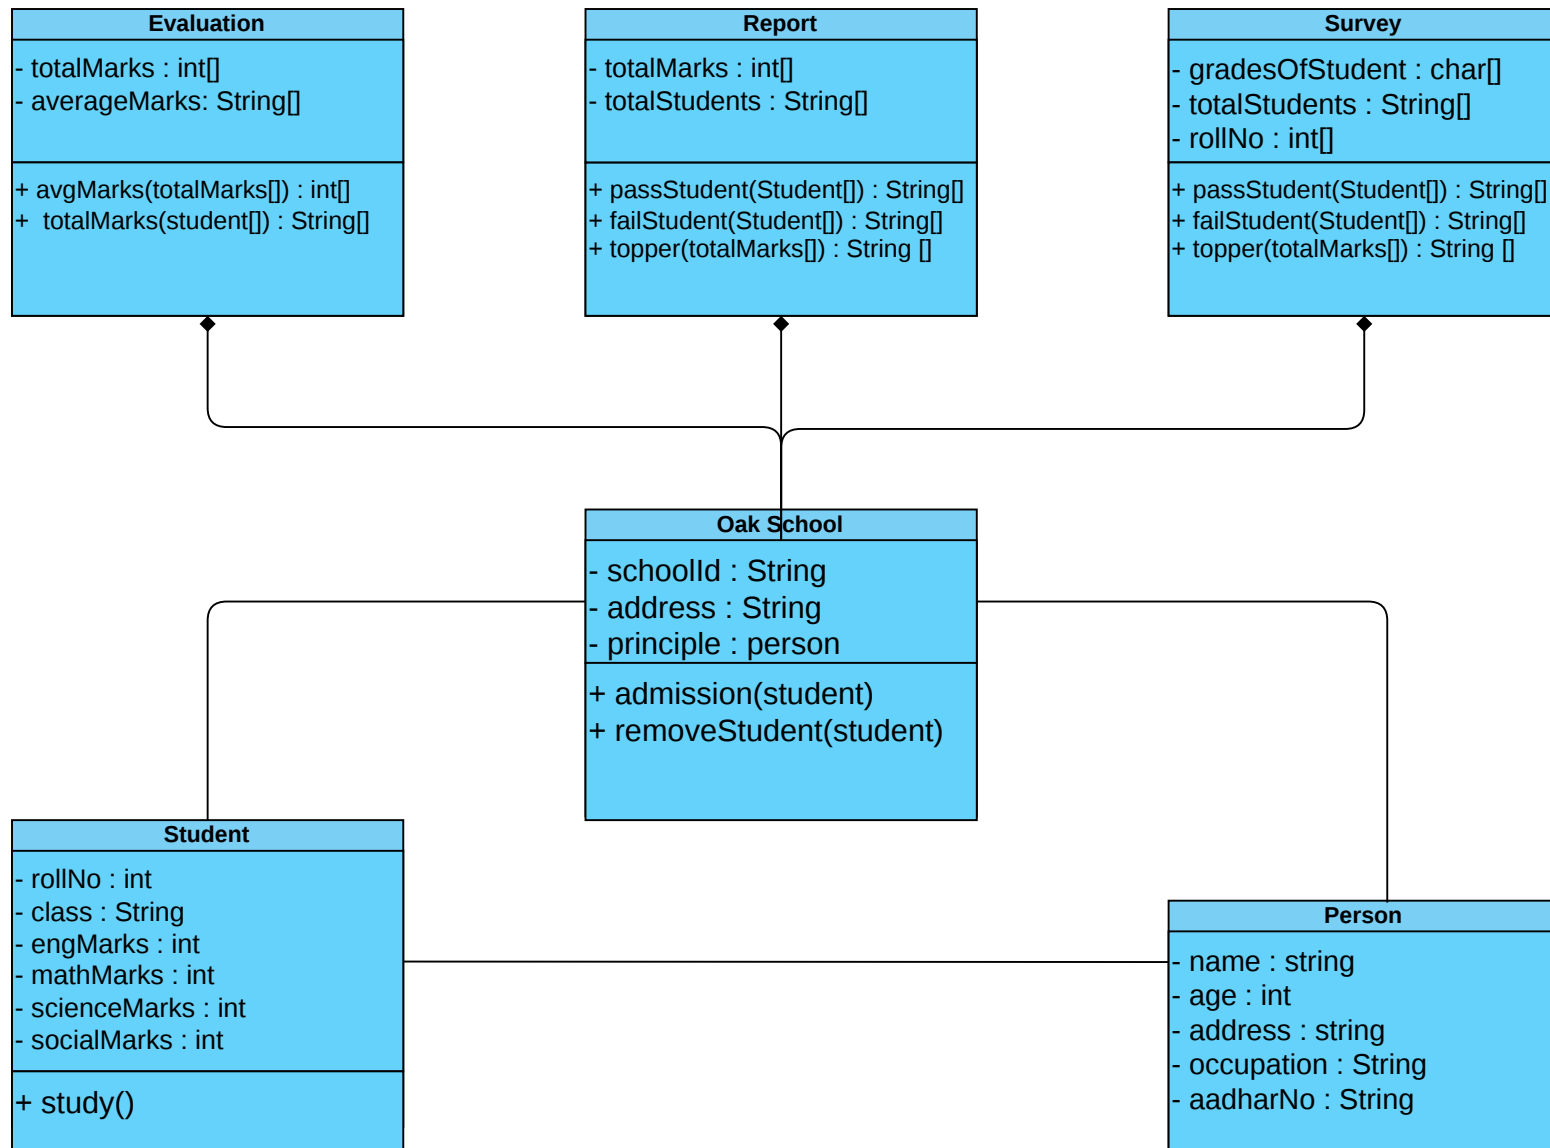 Evaluation
- totalMarks : int[]
- averageMarks: String[]
+ avgMarks(totalMarks[]) : int[]
+  totalMarks(student[]) : String[]
Report
- totalMarks : int[]
- totalStudents : String[]
+ passStudent(Student[]) : String[]
+ failStudent(Student[]) : String[]
+ topper(totalMarks[]) : String []
Survey
- gradesOfStudent : char[]
- totalStudents : String[]
- rollNo : int[]
+ passStudent(Student[]) : String[]
+ failStudent(Student[]) : String[]
+ topper(totalMarks[]) : String []
Oak School
- schoolId : String
- address : String
- principle : person
+ admission(student)
+ removeStudent(student)
Student
- rollNo : int
- class : String
- engMarks : int
- mathMarks : int
- scienceMarks : int
- socialMarks : int
+ study()
Person
- name : string
- age : int
- address : string
- occupation : String
- aadharNo : String